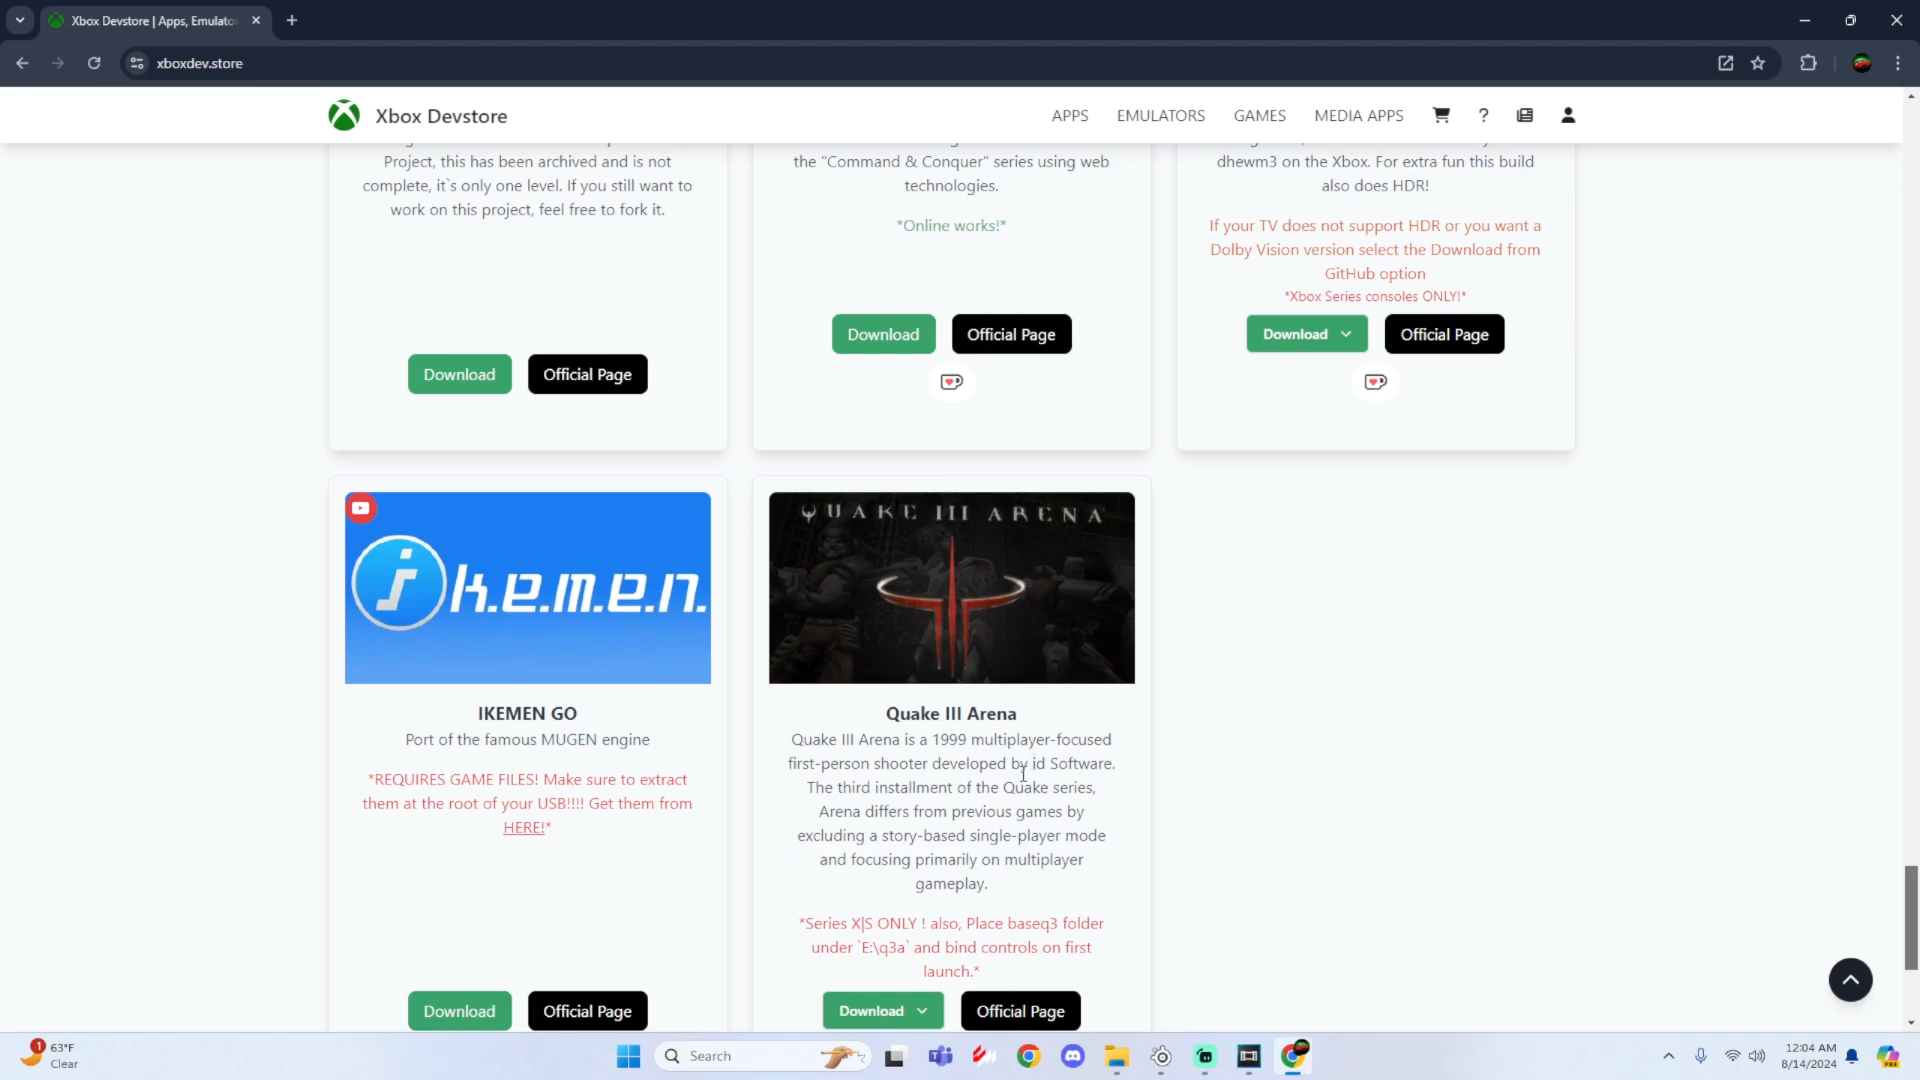 Xbox Devstore | Apps, Emulato
xboxdev.store
Xbox Devstore
APPS
EMULATORS
GAMES
MEDIA APPS
?
Project, this has been archived and is not
complete, it`s only one level. If you still want to
work on this project, feel free to fork it.
Download
Official Page
the "Command & Conquer" series using web
technologies.
*Online works!*
Download
Official Page
dhewm3 on the Xbox. For extra fun this build
also does HDR!
If your TV does not support HDR or you want a
Dolby Vision version select the Download from
GitHub option
*Xbox Series consoles ONLY!*
Download
Official Page
i.k.e.m.e.n.
IKEMEN GO
Port of the famous MUGEN engine
*REQUIRES GAME FILES! Make sure to extract
them at the root of your USB!!!! Get them from
HERE!*
Download
Official Page
QUAKE III ARENA
Quake III Arena
Quake III Arena is a 1999 multiplayer-focused
first-person shooter developed by id Software.
The third installment of the Quake series,
Arena differs from previous games by
excluding a story-based single-player mode
and focusing primarily on multiplayer
gameplay.
*Series X|S ONLY ! also, Place baseq3 folder
under `E:\q3a` and bind controls on first
launch.*
Download
Official Page
1
63°F
Clear
Search
12:04 AM
8/14/2024
PRE